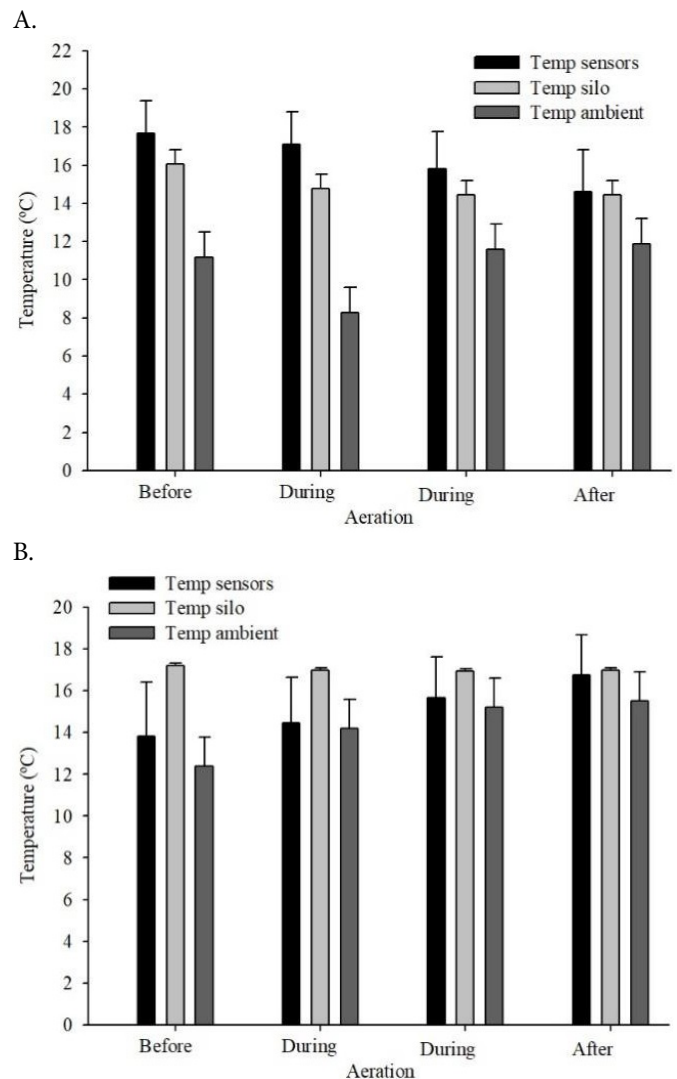 A.
22
20
18
16
14
12
10
8
6
4
2
0
Temperature (ºC)
Temp sensors
Temp silo
Temp ambient
Before During During After
Aeration
B.
Temp sensors
Temp silo
Temp ambient
20
18
16
14
12
10
8
6
4
2
0
Temperature (ºC)
Before During During After
Aeration